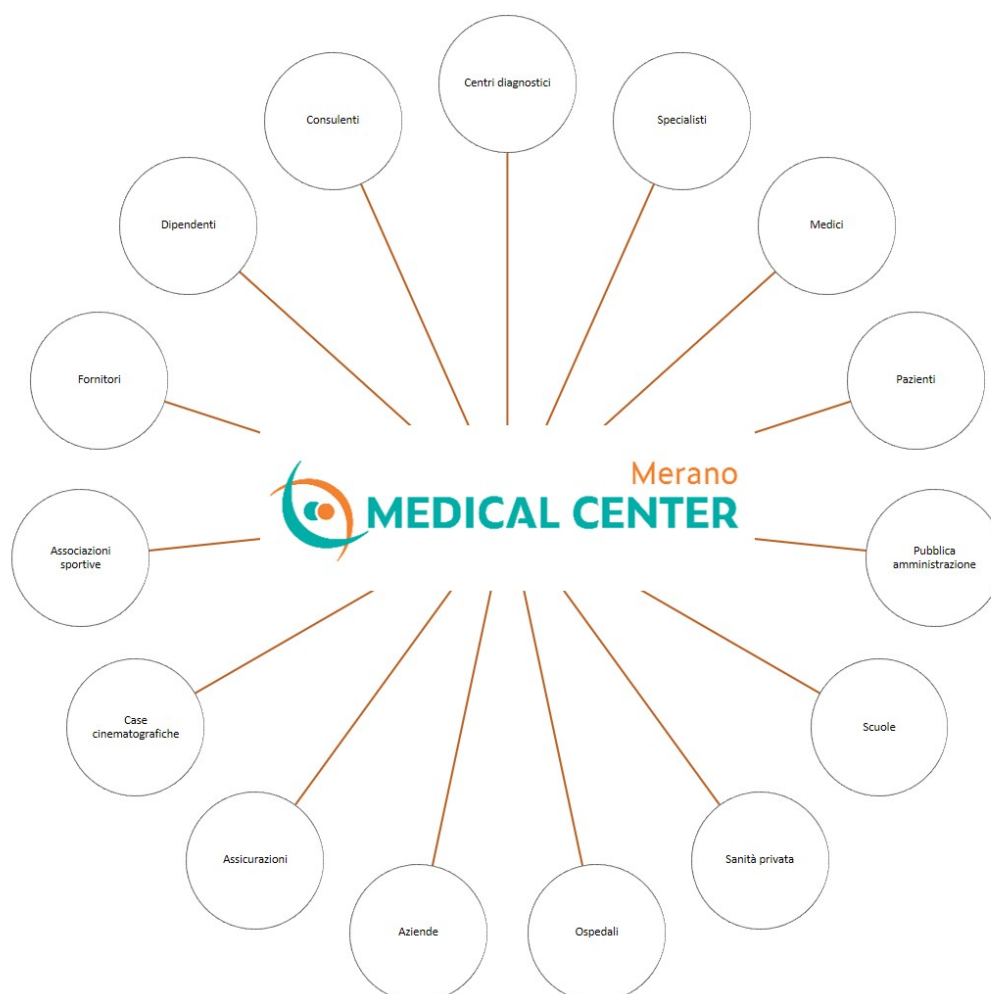 Centri diagnostici
Consulenti
Specialisti
Dipendenti
Medici
Fornitori
Pazienti
Merano
MEDICAL CENTER
Associazioni
sportive
Pubblica
amministrazione
Case
cinematografiche
Scuole
Assicurazioni
Sanità privata
Aziende
Ospedali